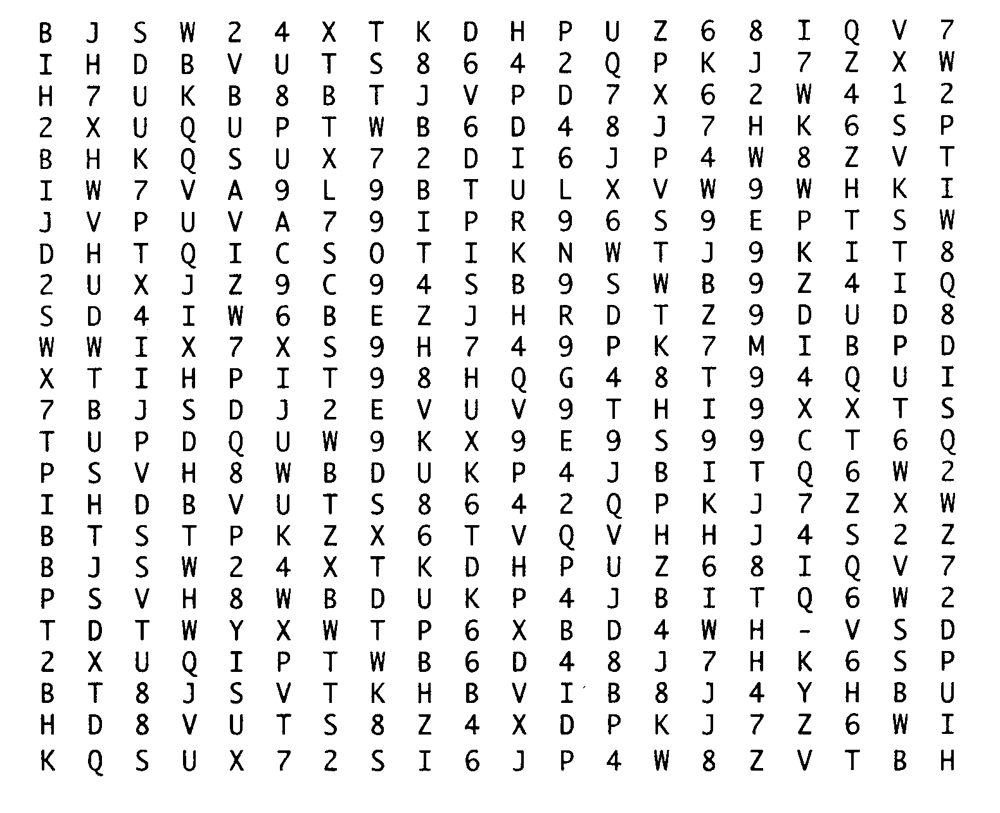 B J S W 2 4 X T K D H P U Z 6 8 I Q V 7
I H D B V U T S 8 6 4 2 Q P K J 7 Z X W
H 7 U K B 8 B T J V P D 7 X 6 2 W 4 1 2
2 X U Q U P T W B 6 D 4 8 J 7 H K 6 S P
B H K Q S U X 7 2 D I 6 J P 4 W 8 Z V T
I W 7 V A 9 L 9 B T U L X V W 9 W H K I
J V P U V A 7 9 I P R 9 6 S 9 E P T S W
D H T Q I C S O T I K N W T J 9 K I T 8
2 U X J Z 9 C 9 4 S B 9 S W B 9 Z 4 I Q
S D 4 I W 6 B E Z J H R D T Z 9 D U D 8
W W I X 7 X S 9 H 7 4 9 P K 7 M I B P D
X T I H P I T 9 8 H Q G 4 8 T 9 4 Q U I
7 B J S D J 2 E V U V 9 T H I 9 X X T S
T U P D Q U W 9 K X 9 E 9 S 9 9 C T 6 Q
P S V H 8 W B D U K P 4 J B I T Q 6 W 2
I H D B V U T S 8 6 4 2 Q P K J 7 Z X W
B T S T P K Z X 6 T V Q V H H J 4 S 2 Z
B J S W 2 4 X T K D H P U Z 6 8 I Q V 7
P S V H 8 W B D U K P 4 J B I T Q 6 W 2
T D T W Y X W T P 6 X B D 4 W H - V S D
2 X U Q I P T W B 6 D 4 8 J 7 H K 6 S P
B T 8 J S V T K H B V I B 8 J 4 Y H B U
H D 8 V U T S 8 Z 4 X D P K J 7 Z 6 W I
K Q S U X 7 2 S I 6 J P 4 W 8 Z V T B H